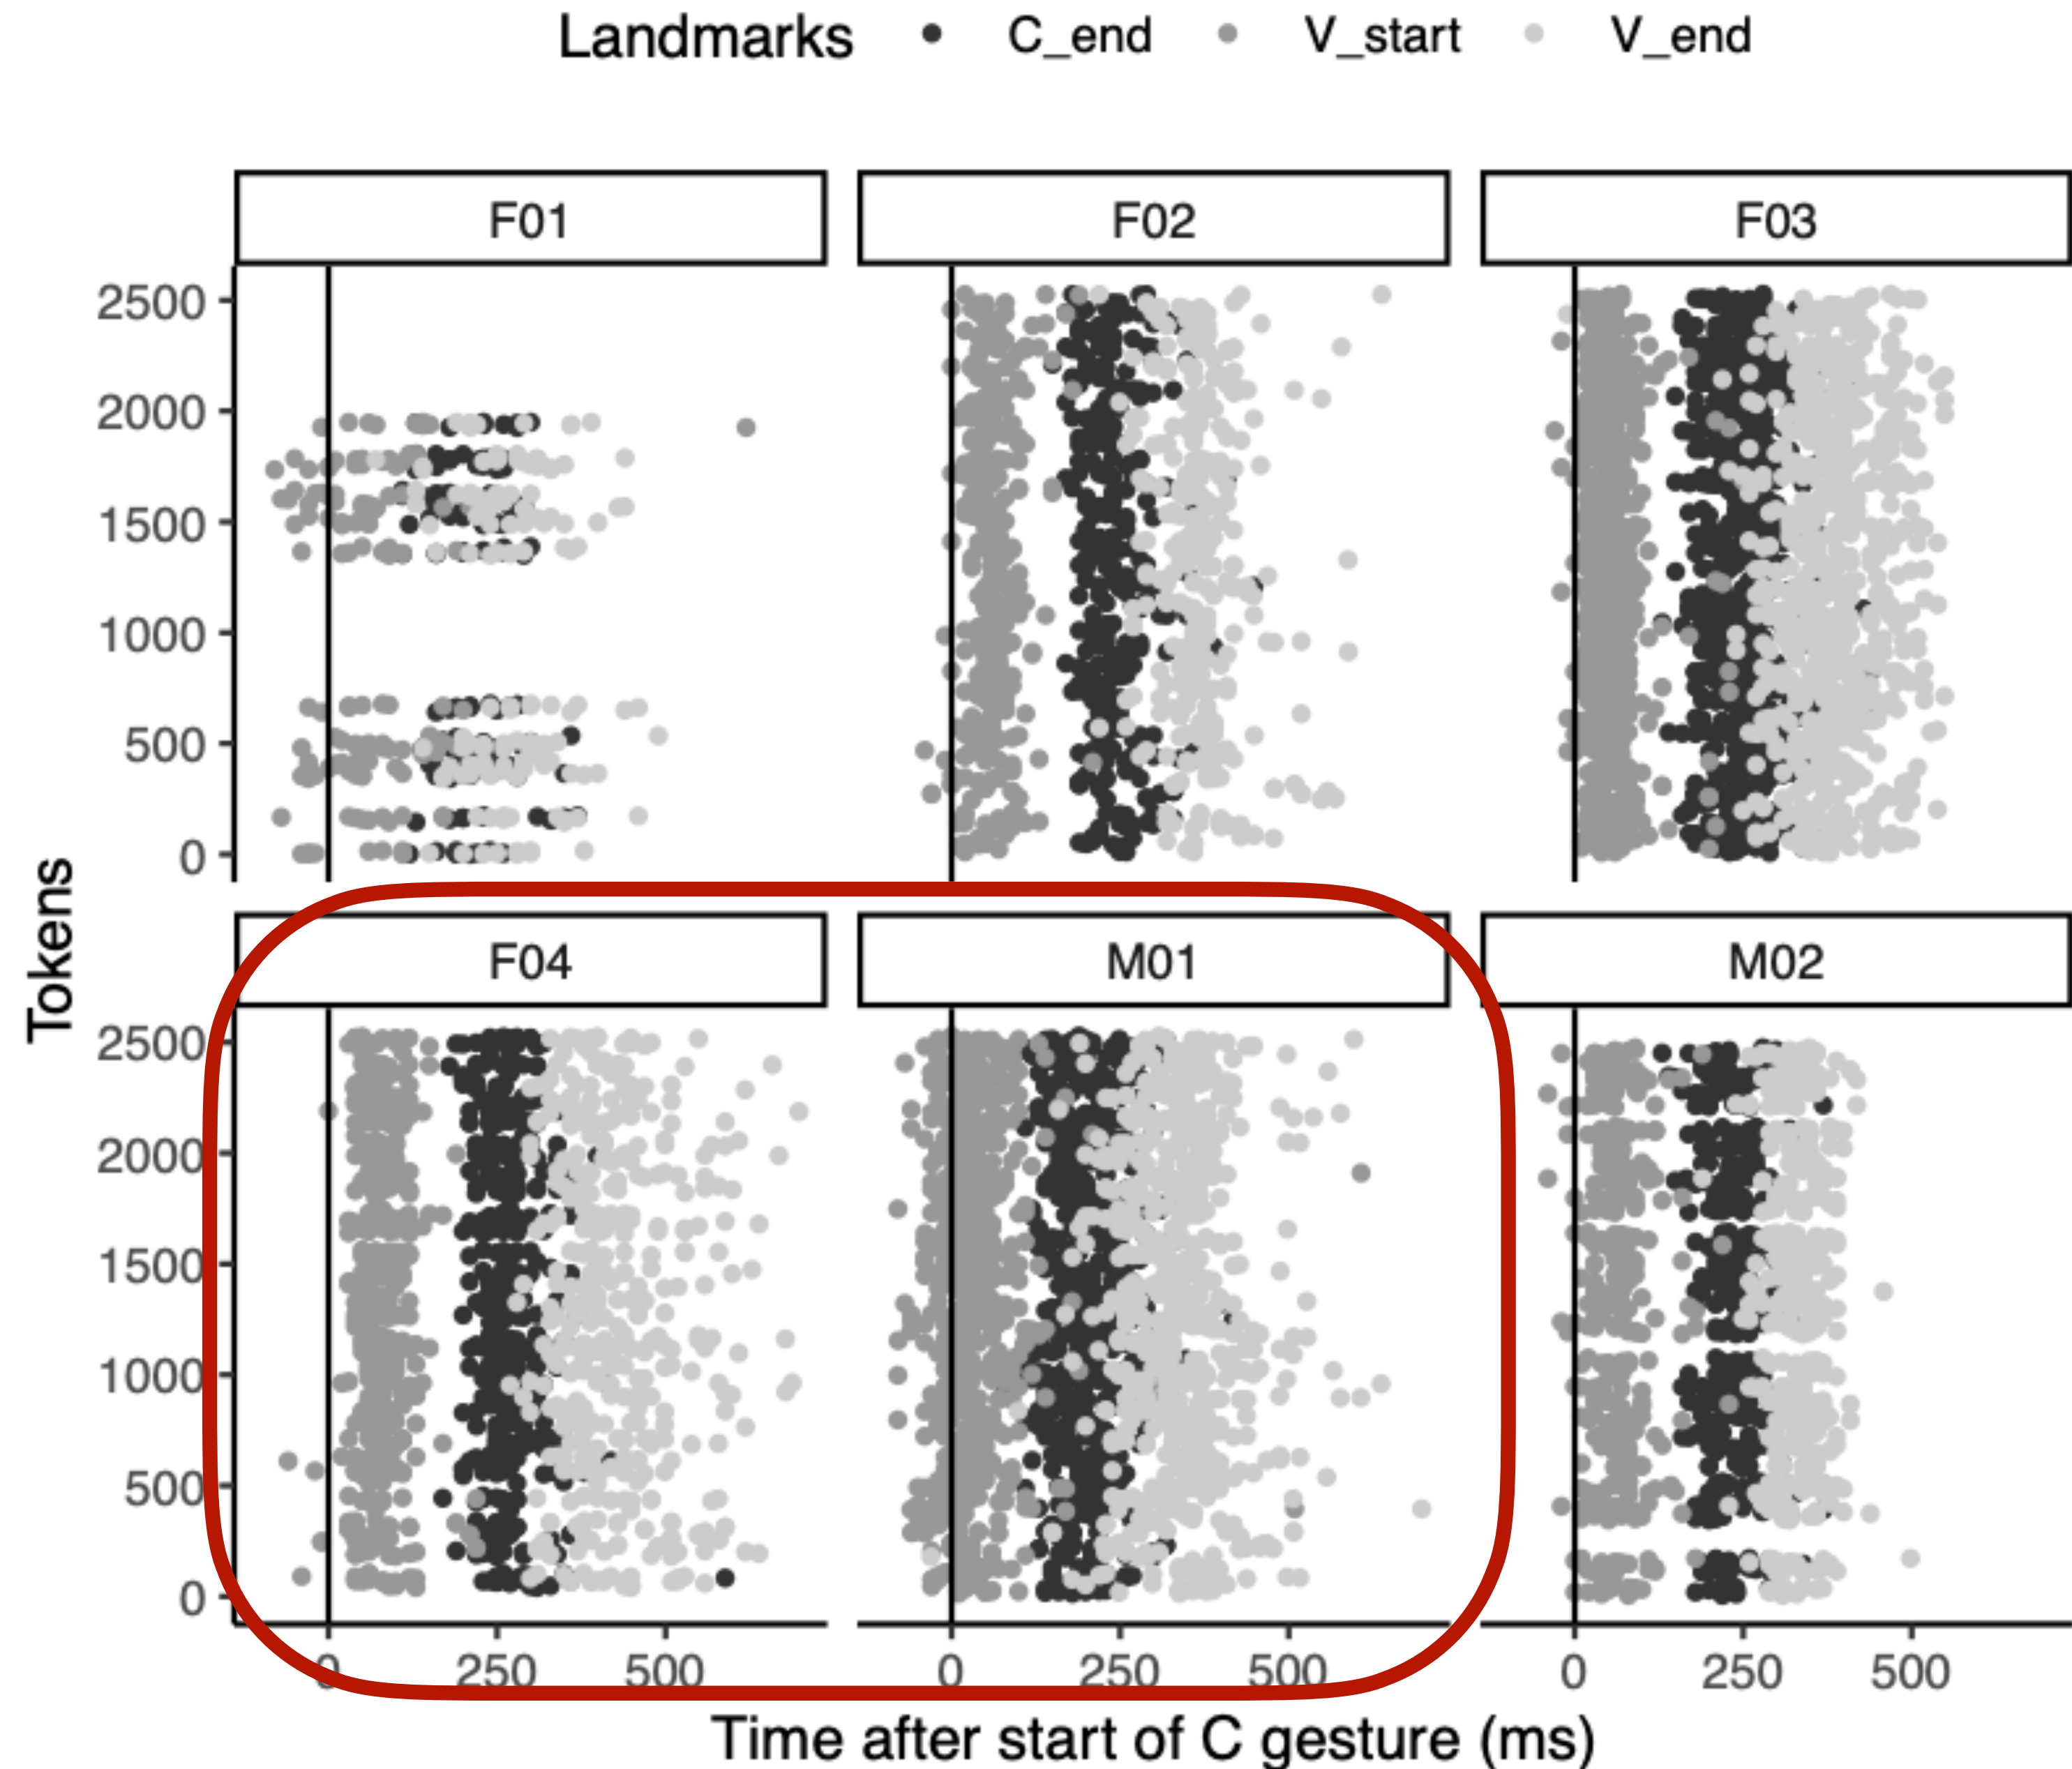 Landmarks C_end V_start V_end
F01 F02 F03
2500
2000
1500
1000
500
0
Tokens
F04 M01 M02
2500
2000
1500
1000
500
0
0 250 500 0 250 500 0 250 500
Time after start of C gesture (ms)